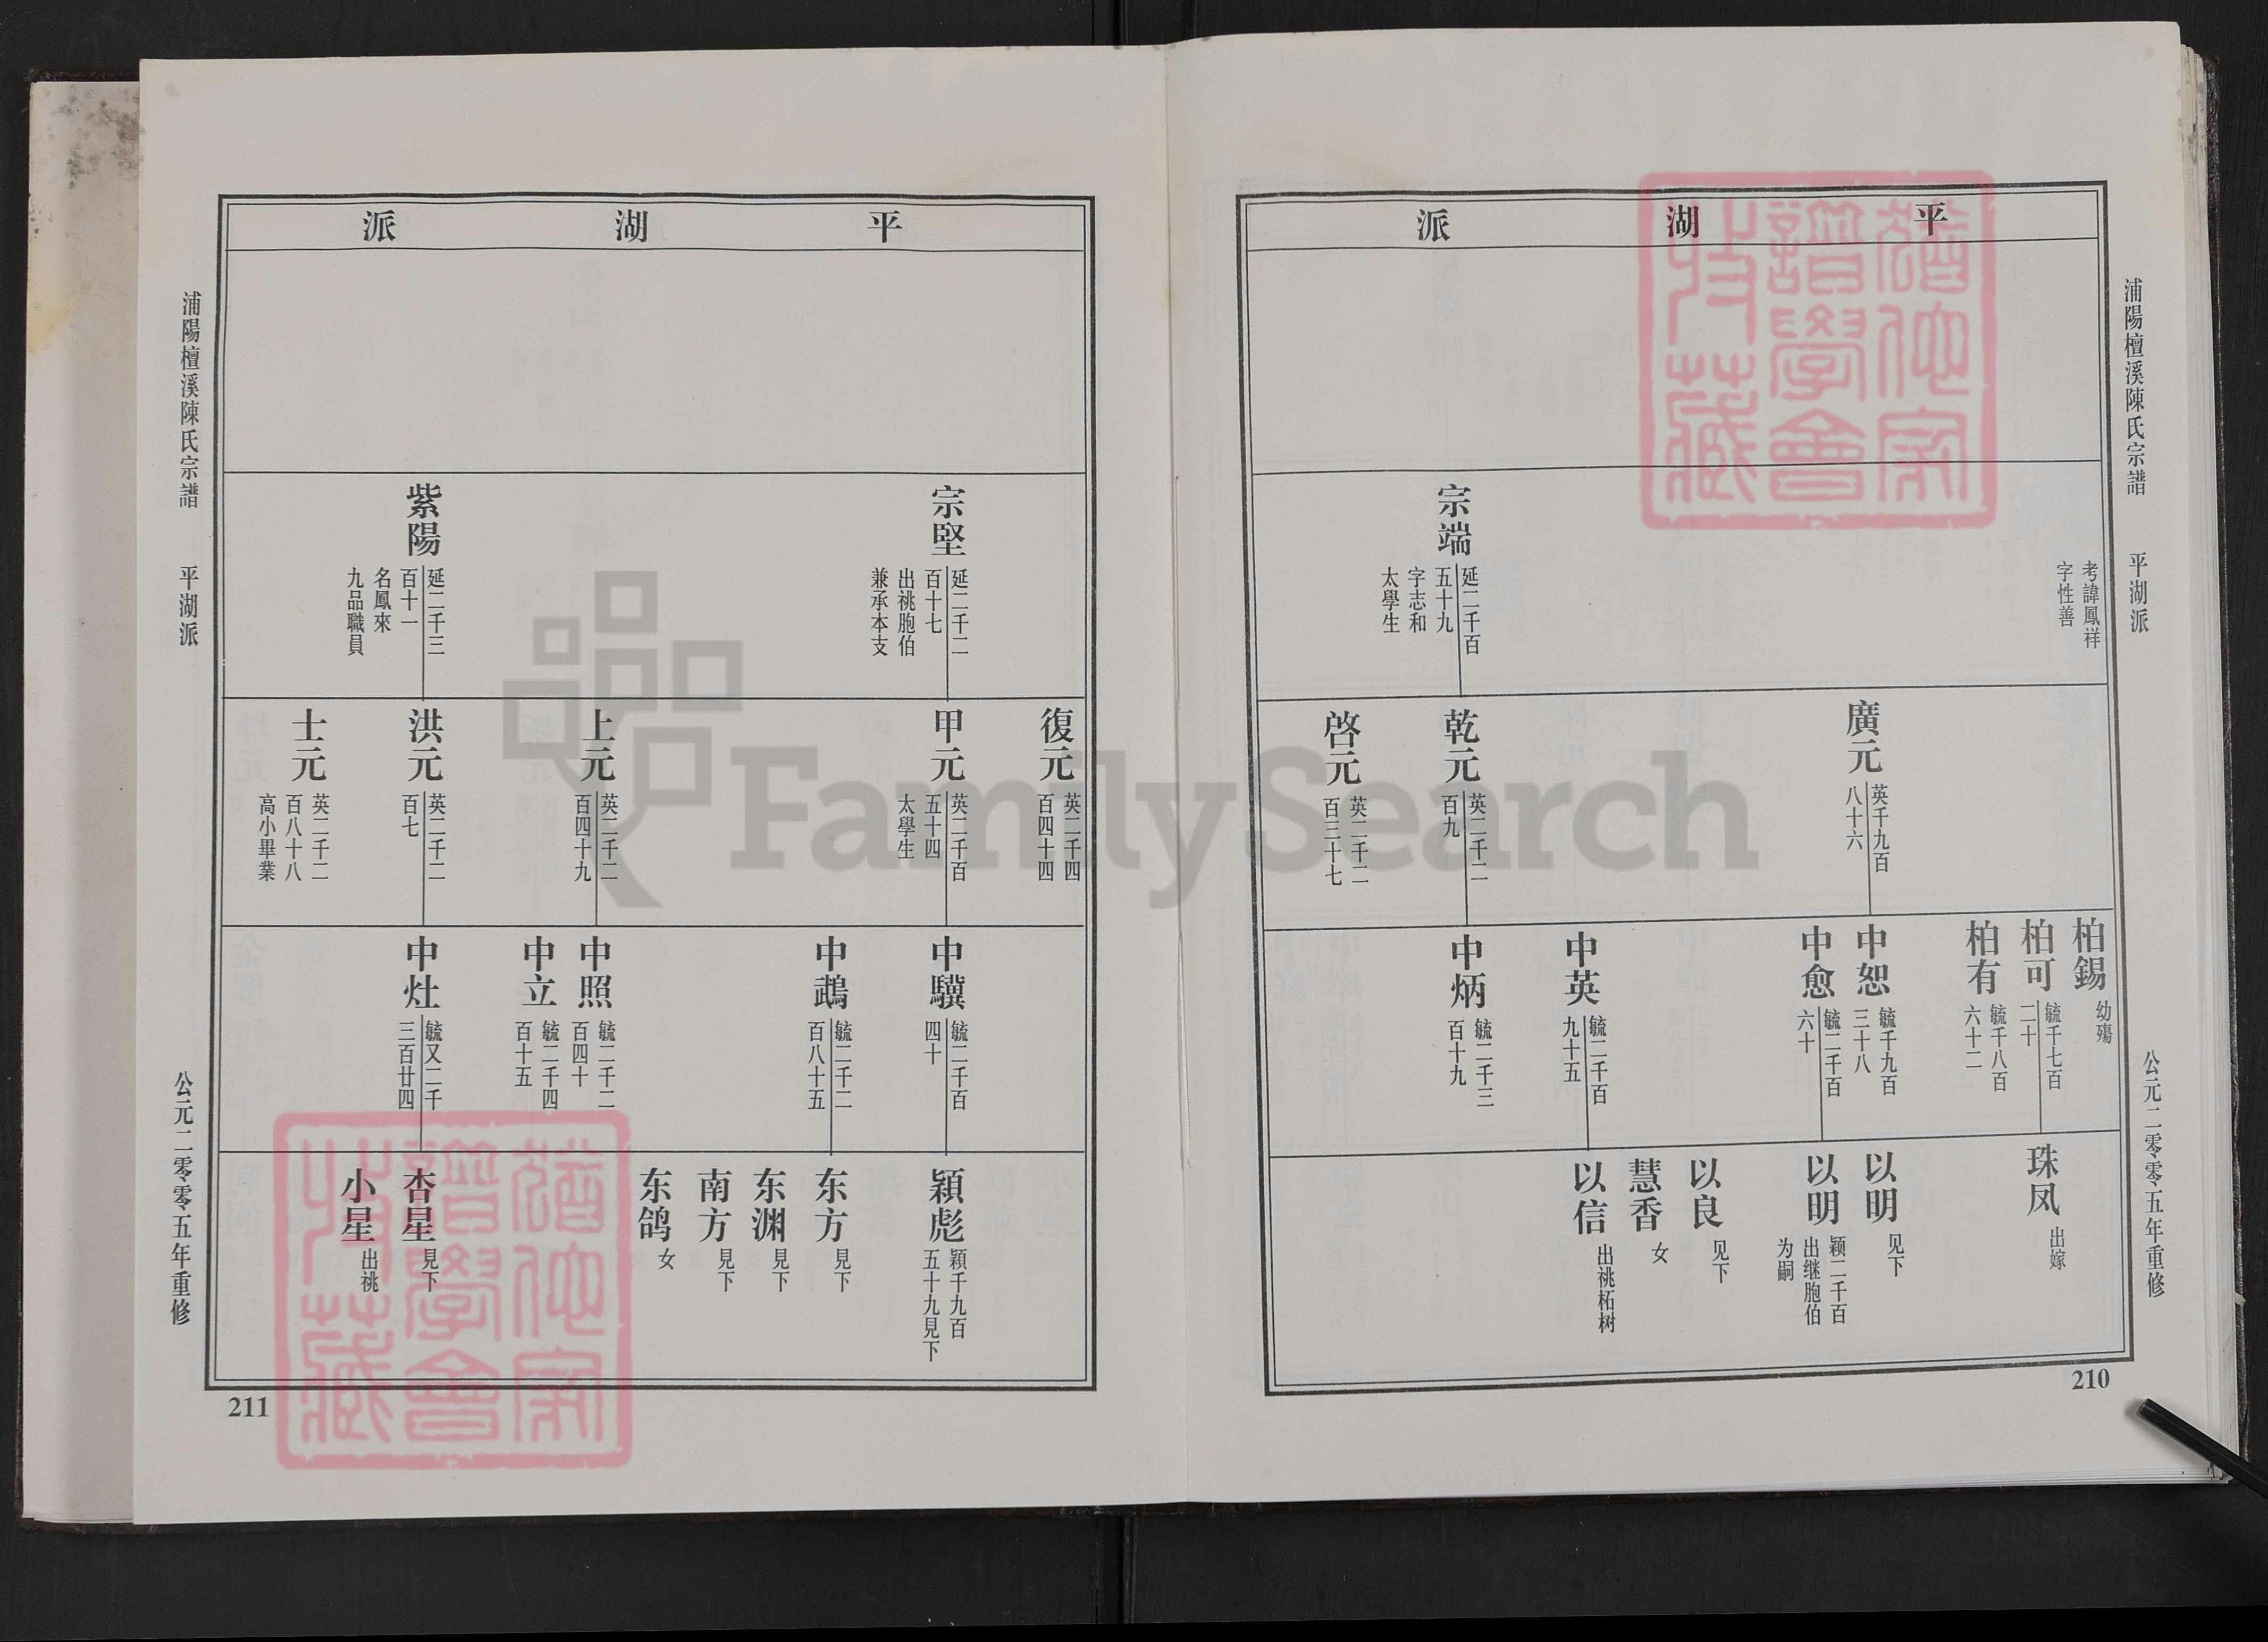 浦陽檀溪陳氏宗譜 平湖派 公元二零零五年重修
平湖派
考諱鳳祥
字性善
宗端
延二千百
五十九
字志和
太學生
廣元
英千九百
八十六
乾元
英二千二
百九
啓元
英二千二
百三十七
柏錫
幼殤
柏可
毓千七百
二十
柏有
毓千八百
六十二
中恕
毓千九百
三十八
中愈
毓二千百
六十
中英
毓二千百
九十五
中炳
毓二千三
百十九
珠凤
出嫁
以明
见下
以明
颖二千百
出继胞伯
为嗣
以良
见下
慧香
女
以信
出祧柘树
210
平湖派
宗堅
延二千二
百十七
出祧胞伯
兼承本支
紫陽
延二千三
百十一
名鳳來
九品職員
復元
英二千四
百四十四
甲元
英二千百
五十四
太學生
上元
英二千二
百四十九
洪元
英二千二
百七
士元
英二千二
百八十八
高小畢業
中驥
毓二千百
四十
中鵡
毓二千二
百八十五
中照
毓二千二
百四十
中立
毓二千四
百十五
中灶
毓又二千
三百廿四
穎彪
穎千九百
五十九見下
东方
見下
东渊
見下
南方
見下
东鸽
女
杏星
見下
小星
出祧
浦陽檀溪陳氏宗譜 平湖派 公元二零零五年重修
211
FamilySearch